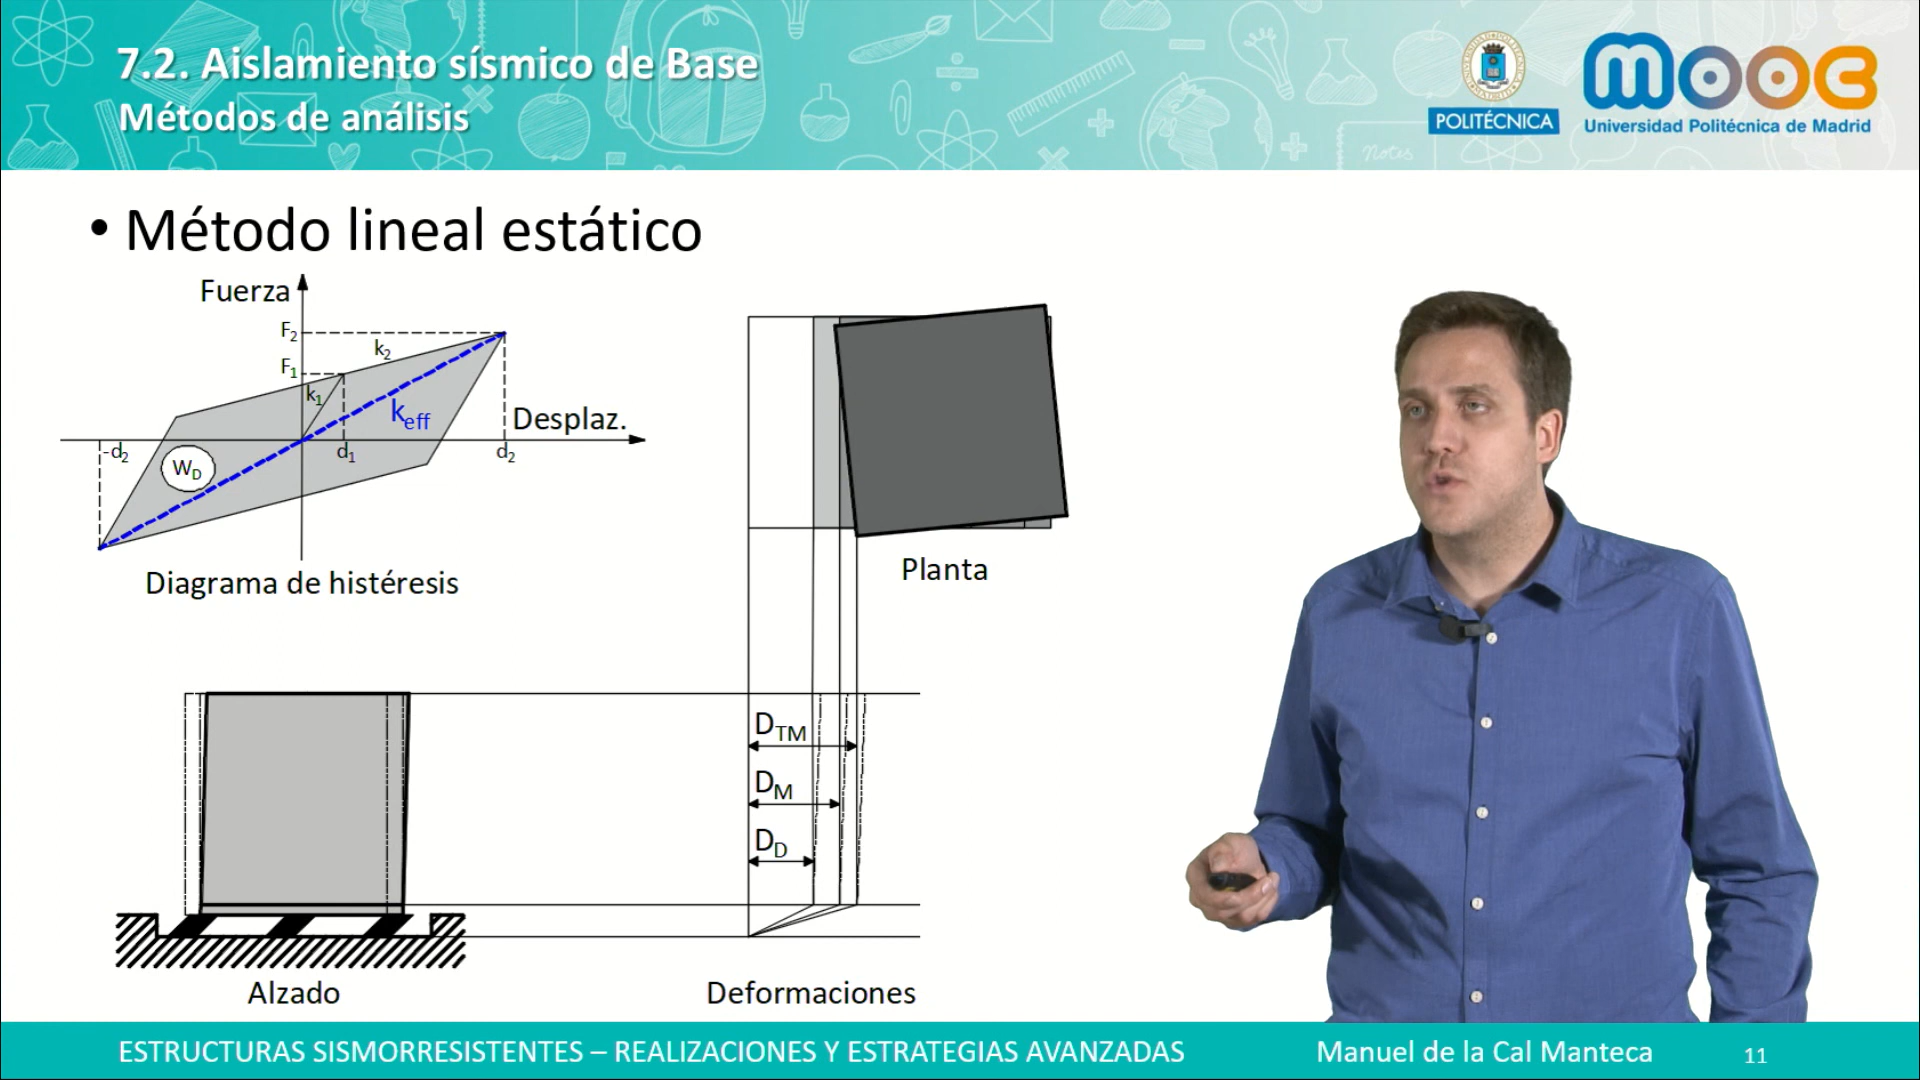 7.2. Aislamiento sísmico de Base
Métodos de análisis
POLITÉCNICA
mooc
Universidad Politécnica de Madrid
Notes
• Método lineal estático
Fuerza
F2
k2
F1
k1
keff
Desplaz.
-d2
d1
d2
WD
Diagrama de histéresis
Planta
DTM
DM
DD
Alzado
Deformaciones
ESTRUCTURAS SISMORRESISTENTES – REALIZACIONES Y ESTRATEGIAS AVANZADAS
Manuel de la Cal Manteca
11